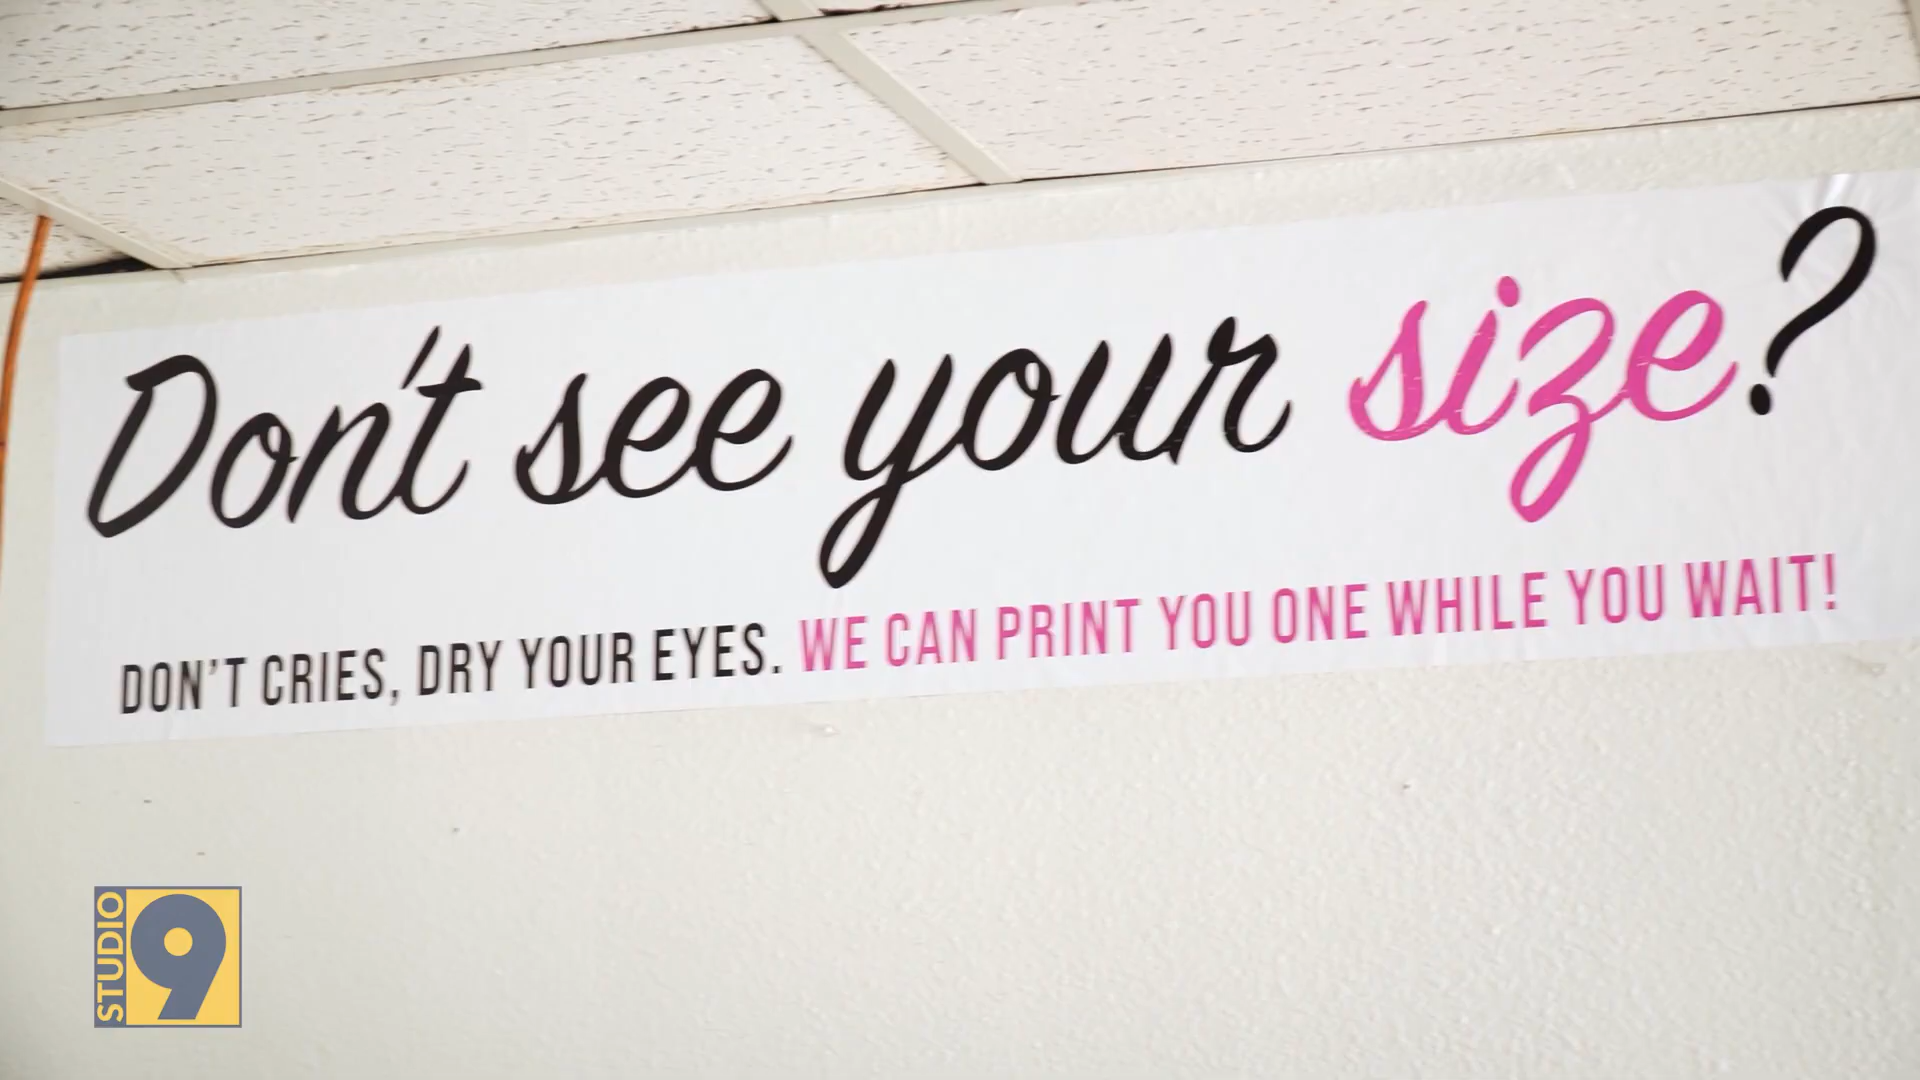 Don't see your size?
DON'T CRIES, DRY YOUR EYES. WE CAN PRINT YOU ONE WHILE YOU WAIT!
STUDIO 9